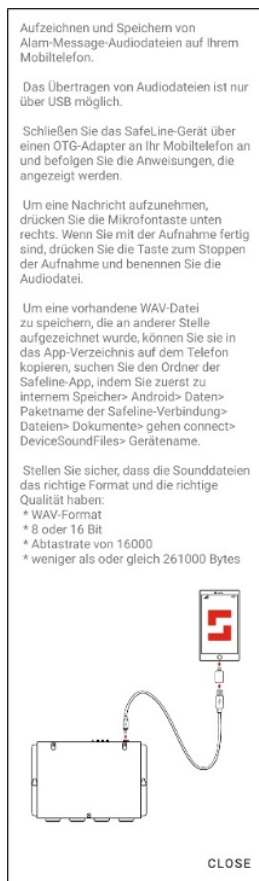 Aufzeichnen und Speichern von
Alam-Message-Audiodateien auf Ihrem
Mobiltelefon.
Das Übertragen von Audiodateien ist nur
über USB möglich.
Schließen Sie das SafeLine-Gerät über
einen OTG-Adapter an Ihr Mobiltelefon an
und befolgen Sie die Anweisungen, die
angezeigt werden.
Um eine Nachricht aufzunehmen,
drücken Sie die Mikrofontaste unten
rechts. Wenn Sie mit der Aufnahme fertig
sind, drücken Sie die Taste zum Stoppen
der Aufnahme und benennen Sie die
Audiodatei.
Um eine vorhandene WAV-Datei
zu speichern, die an anderer Stelle
aufgezeichnet wurde, können Sie sie in
das App-Verzeichnis auf dem Telefon
kopieren, suchen Sie den Ordner der
Safeline-App, indem Sie zuerst zu
internem Speicher> Android> Daten>
Paketname der Safeline-Verbindung>
Dateien> Dokumente> gehen connect>
DeviceSoundFiles> Gerätename.
Stellen Sie sicher, dass die Sounddateien
das richtige Format und die richtige
Qualität haben:
* WAV-Format
* 8 oder 16 Bit
* Abtastrate von 16000
* weniger als oder gleich 261000 Bytes
CLOSE